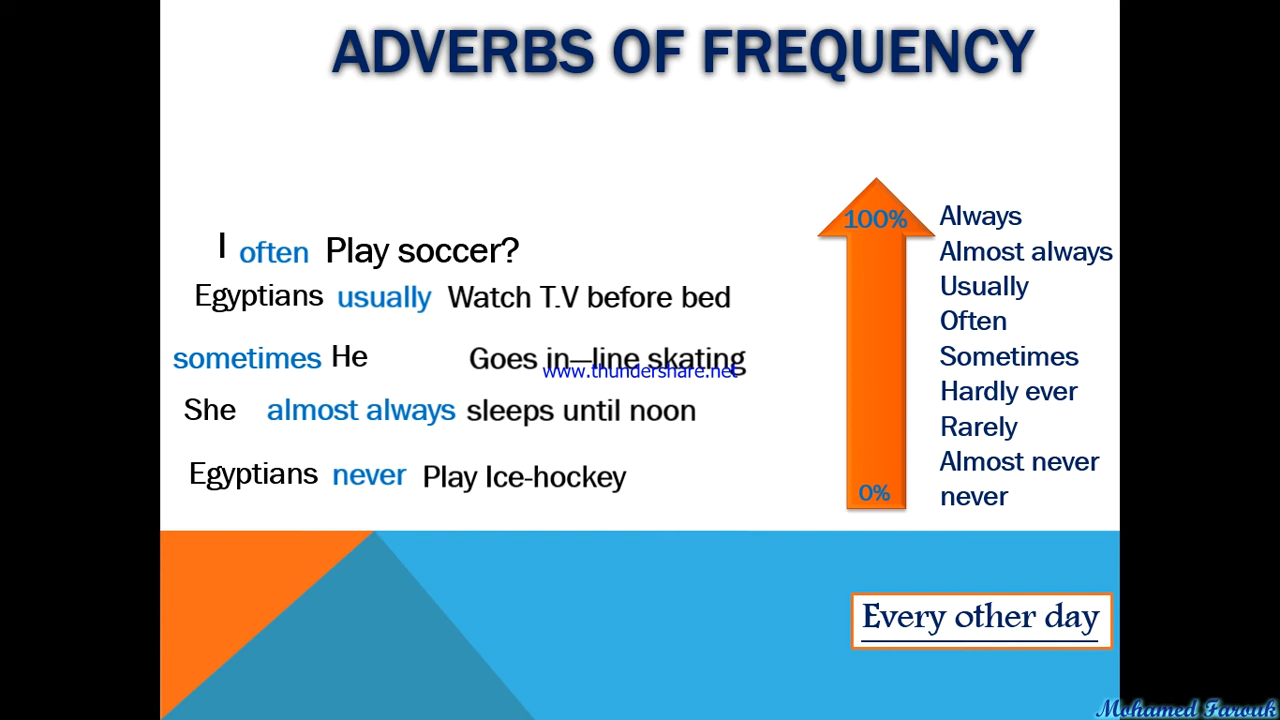 ADVERBS OF FREQUENCY
I often Play soccer?
Egyptians usually Watch T.V before bed
sometimes He Goes in–line skating
www.thundershare.net
She almost always sleeps until noon
Egyptians never Play Ice-hockey
100%
0%
Always
Almost always
Usually
Often
Sometimes
Hardly ever
Rarely
Almost never
never
Every other day
Mohamed Farouk